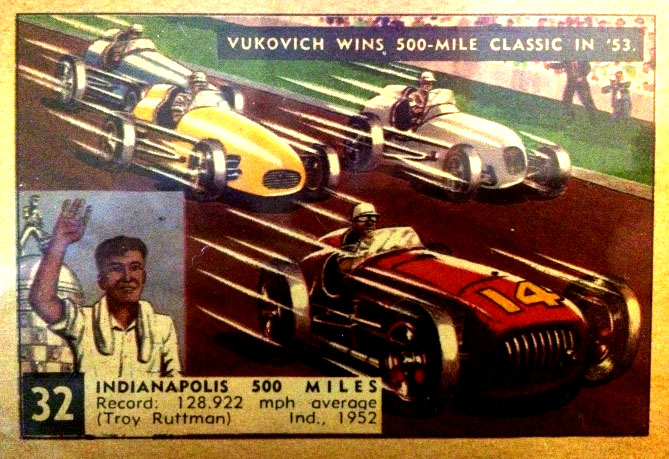 VUKOVICH WINS 500-MILE CLASSIC IN '53.
14
32
INDIANAPOLIS 500 MILES
Record: 128.922 mph average
(Troy Ruttman) Ind., 1952